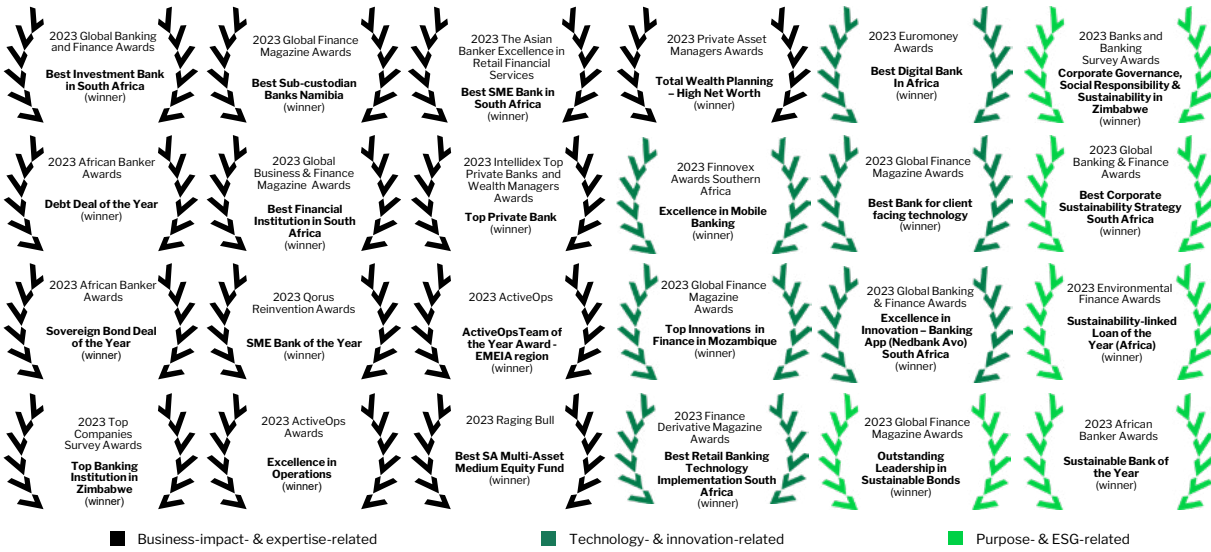 2023 Global Banking
and Finance Awards
Best Investment Bank
in South Africa
(winner)
2023 Global Finance
Magazine Awards
Best Sub-custodian
Banks Namibia
(winner)
2023 The Asian
Banker Excellence in
Retail Financial
Services
Best SME Bank in
South Africa
(winner)
2023 Private Asset
Managers Awards
Total Wealth Planning
– High Net Worth
(winner)
2023 Euromoney
Awards
Best Digital Bank
In Africa
(winner)
2023 Banks and
Banking
Survey Awards
Corporate Governance,
Social Responsibility &
Sustainability in
Zimbabwe
(winner)
2023 African Banker
Awards
Debt Deal of the Year
(winner)
2023 Global
Business & Finance
Magazine Awards
Best Financial
Institution in South
Africa
(winner)
2023 Intellidex Top
Private Banks and
Wealth Managers
Awards
Top Private Bank
(winner)
2023 Finnovex
Awards Southern
Africa
Excellence in Mobile
Banking
(winner)
2023 Global Finance
Magazine Awards
Best Bank for client
facing technology
(winner)
2023 Global
Banking & Finance
Awards
Best Corporate
Sustainability Strategy
South Africa
(winner)
2023 African Banker
Awards
Sovereign Bond Deal
of the Year
(winner)
2023 Qorus
Reinvention Awards
SME Bank of the Year
(winner)
2023 ActiveOps
ActiveOps Team of
the Year Award -
EMEIA region
(winner)
2023 Global Finance
Magazine
Awards
Top Innovations in
Finance in Mozambique
(winner)
2023 Global Banking
& Finance Awards
Excellence in
Innovation – Banking
App (Nedbank Avo)
South Africa
(winner)
2023 Environmental
Finance Awards
Sustainability-linked
Loan of the
Year (Africa)
(winner)
2023 Top
Companies
Survey Awards
Top Banking
Institution in
Zimbabwe
(winner)
2023 ActiveOps
Awards
Excellence in
Operations
(winner)
2023 Raging Bull
Best SA Multi-Asset
Medium Equity Fund
(winner)
2023 Finance
Derivative Magazine
Awards
Best Retail Banking
Technology
Implementation South
Africa
(winner)
2023 Global Finance
Magazine Awards
Outstanding
Leadership in
Sustainable Bonds
(winner)
2023 African
Banker Awards
Sustainable Bank of
the Year
(winner)
Business-impact- & expertise-related
Technology- & innovation-related
Purpose- & ESG-related